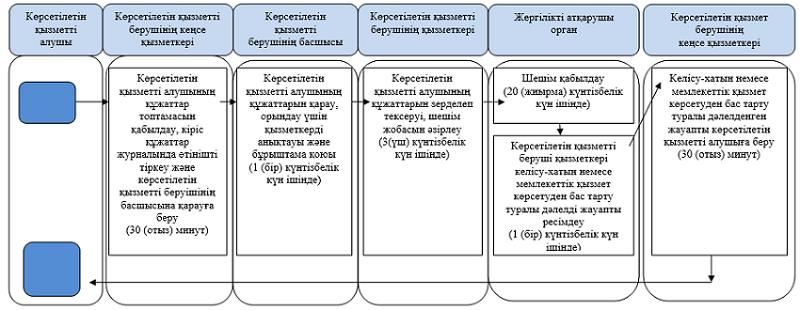 Көрсетілетін
қызметті
алушы
Көрсетілетін қызметті
берушінің кеңсе
қызметкері
Көрсетілетін
қызметті
берушінің басшысы
Көрсетілетін қызметті
берушінің қызметкері
Жергілікті атқарушы
орган
Көрсетілетін қызмет
берушінің
кеңсе қызметкері
Көрсетілетін
қызметті алушының
құжаттар
топтамасын
қабылдау, кіріс
құжаттар
журналында өтінішті
тіркеу және
көрсетілетін
қызметті беруішінің
басшысына қарауға
беру
(30 (отыз) минут)
Көрсетілетін
қызметті алушының
құжаттарын қарау,
орындау үшін
қызметкерді
анықтауы және
бұрыштама қоюы
(1 (бір) күнтізбелік
күн ішінде)
Көрсетілетін
қызметті алушының
құжаттарын зерделеп
тексеруі, шешім
жобасын әзірлеу
(3(үш) күнтізбелік
күн ішінде)
Шешім қабылдау
(20 (жиырма) күнтізбелік
күн ішінде)
Көрсетілетін қызметті
беруші қызметкері
келісу-хатын немесе
мемлекеттік қызмет
көрсетуден бас тарту
туралы дәлелді жауапты
ресімдеу
(1 (бір) күнтізбелік күн
ішінде)
Келісу-хатын немесе
мемлекеттік қызмет
көрсетуден бас тарту
туралы дәлелденген
жауапты көрсетілетін
қызметті алушыға беру
(30 (отыз) минут)